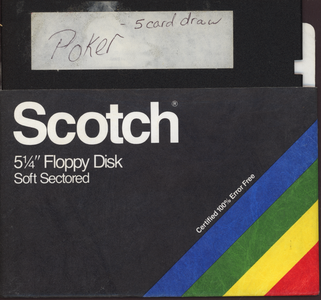 - 5 card draw
Poker
Scotch®
5¼" Floppy Disk
Soft Sectored
Certified 100% Error Free